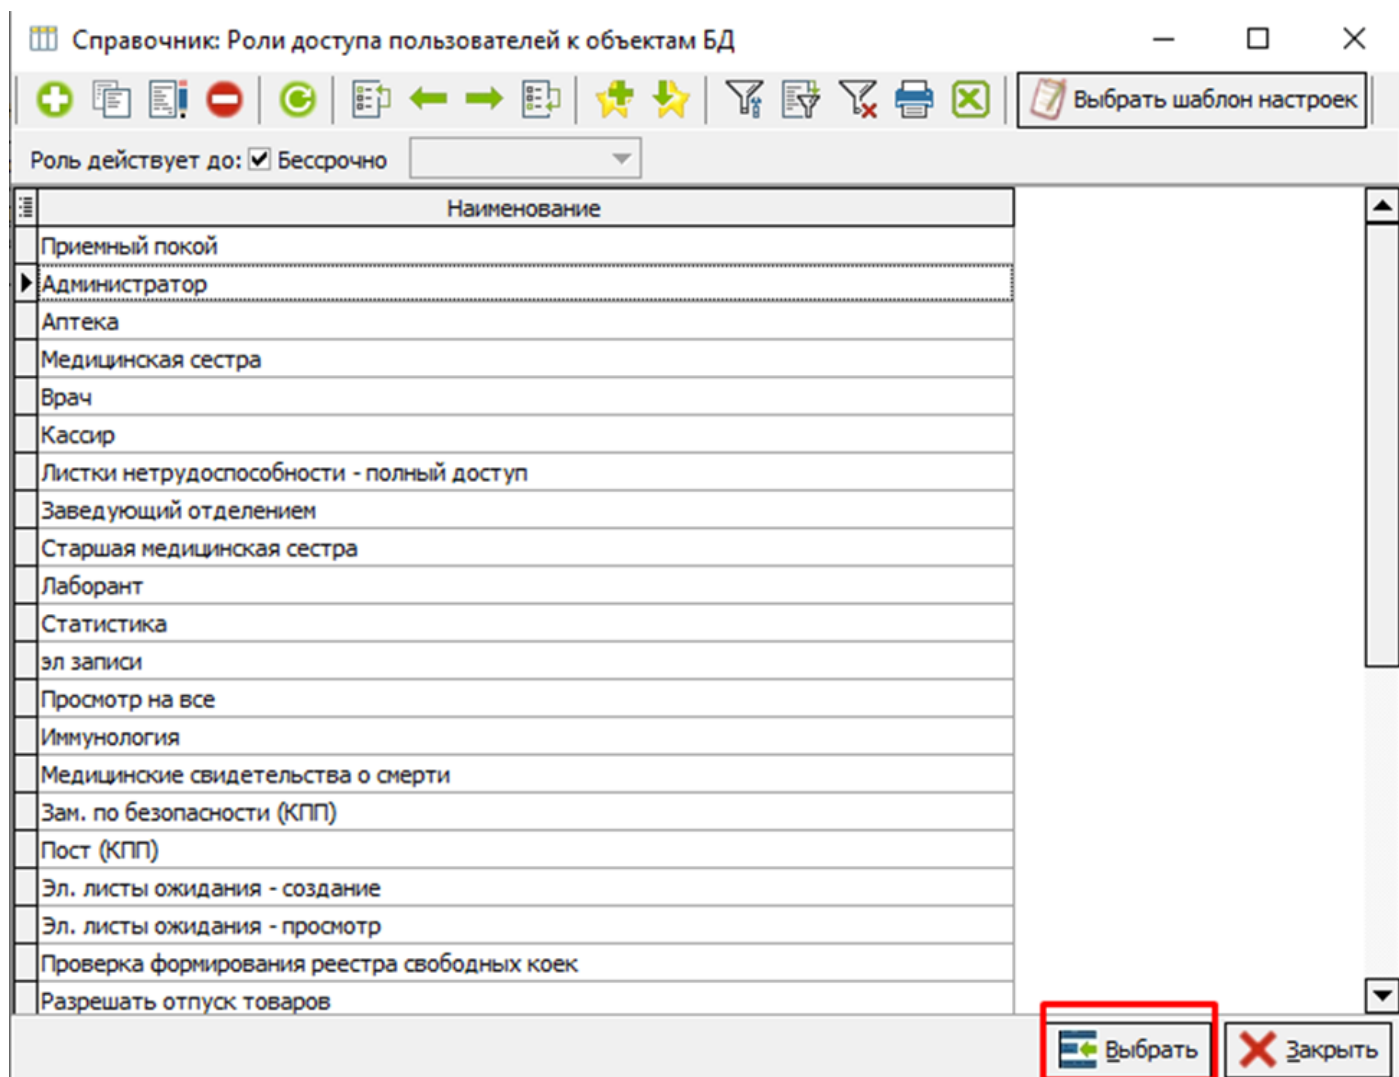 Справочник: Роли доступа пользователей к объектам БД
Выбрать шаблон настроек
Роль действует до: Бессрочно
Наименование
Приемный покой
Администратор
Аптека
Медицинская сестра
Врач
Кассир
Листки нетрудоспособности - полный доступ
Заведующий отделением
Старшая медицинская сестра
Лаборант
Статистика
эл записи
Просмотр на все
Иммунология
Медицинские свидетельства о смерти
Зам. по безопасности (КПП)
Пост (КПП)
Эл. листы ожидания - создание
Эл. листы ожидания - просмотр
Проверка формирования реестра свободных коек
Разрешать отпуск товаров
Выбрать Закрыть